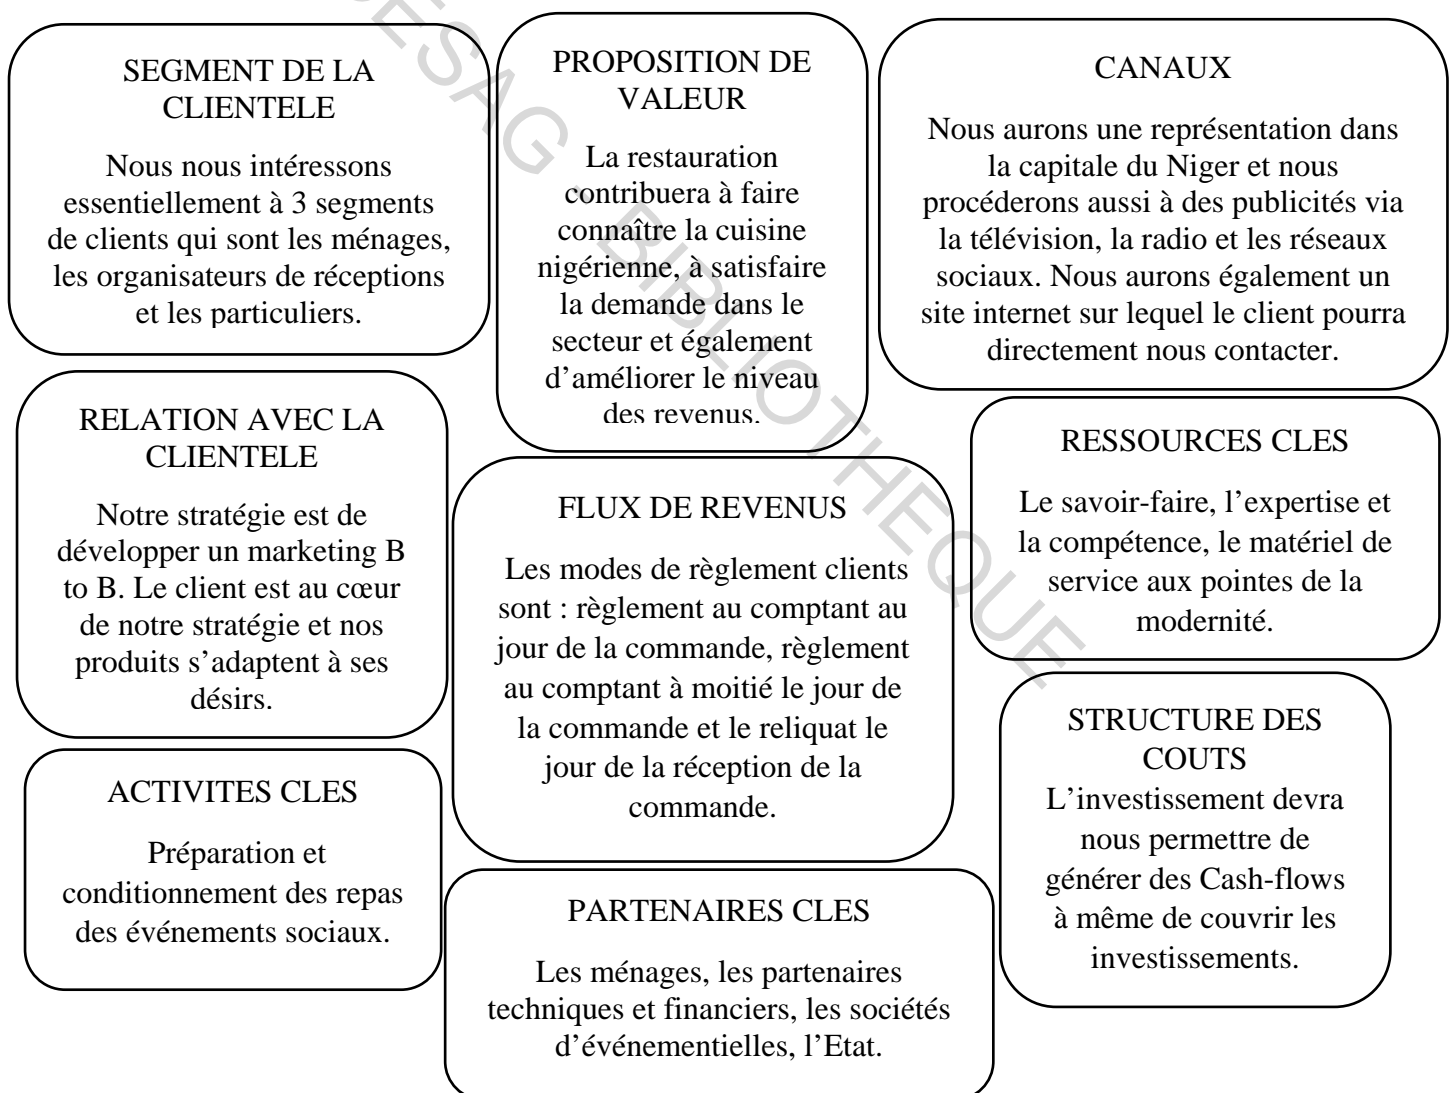 SEGMENT DE LA
CLIENTELE
Nous nous intéressons
essentiellement à 3 segments
de clients qui sont les ménages,
les organisateurs de réceptions
et les particuliers.
PROPOSITION DE
VALEUR
La restauration
contribuera à faire
connaître la cuisine
nigérienne, à satisfaire
la demande dans le
secteur et également
d’améliorer le niveau
des revenus.
CANAUX
Nous aurons une représentation dans
la capitale du Niger et nous
procéderons aussi à des publicités via
la télévision, la radio et les réseaux
sociaux. Nous aurons également un
site internet sur lequel le client pourra
directement nous contacter.
RELATION AVEC LA
CLIENTELE
Notre stratégie est de
développer un marketing B
to B. Le client est au cœur
de notre stratégie et nos
produits s’adaptent à ses
désirs.
FLUX DE REVENUS
Les modes de règlement clients
sont : règlement au comptant au
jour de la commande, règlement
au comptant à moitié le jour de
la commande et le reliquat le
jour de la réception de la
commande.
RESSOURCES CLES
Le savoir-faire, l’expertise et
la compétence, le matériel de
service aux pointes de la
modernité.
ACTIVITES CLES
Préparation et
conditionnement des repas
des événements sociaux.
PARTENAIRES CLES
Les ménages, les partenaires
techniques et financiers, les sociétés
d’événementielles, l’Etat.
STRUCTURE DES
COUTS
L’investissement devra
nous permettre de
générer des Cash-flows
à même de couvrir les
investissements.
ESAG - BIBLIOTHEQUE